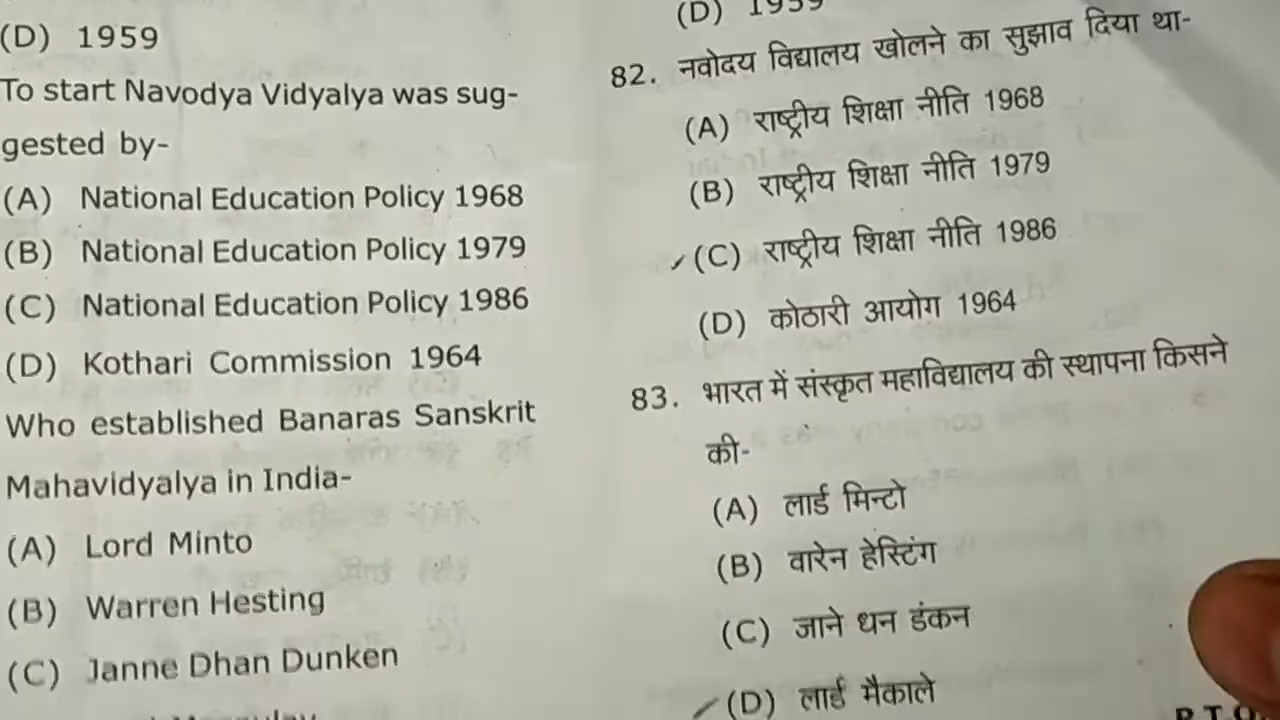 (D) 1959
To start Navodya Vidyalya was sug-
gested by-
(A) National Education Policy 1968
(B) National Education Policy 1979
(C) National Education Policy 1986
(D) Kothari Commission 1964
Who established Banaras Sanskrit
Mahavidyalya in India-
(A) Lord Minto
(B) Warren Hesting
(C) Janne Dhan Dunken
(D) 1959
82. नवोदय विद्यालय खोलने का सुझाव दिया था-
(A) राष्ट्रीय शिक्षा नीति 1968
(B) राष्ट्रीय शिक्षा नीति 1979
(C) राष्ट्रीय शिक्षा नीति 1986
(D) कोठारी आयोग 1964
83. भारत में संस्कृत महाविद्यालय की स्थापना किसने
की-
(A) लार्ड मिन्टो
(B) वारेन हेस्टिंग
(C) जाने धन डंकन
(D) लार्ड मैकाले
P.T.O.